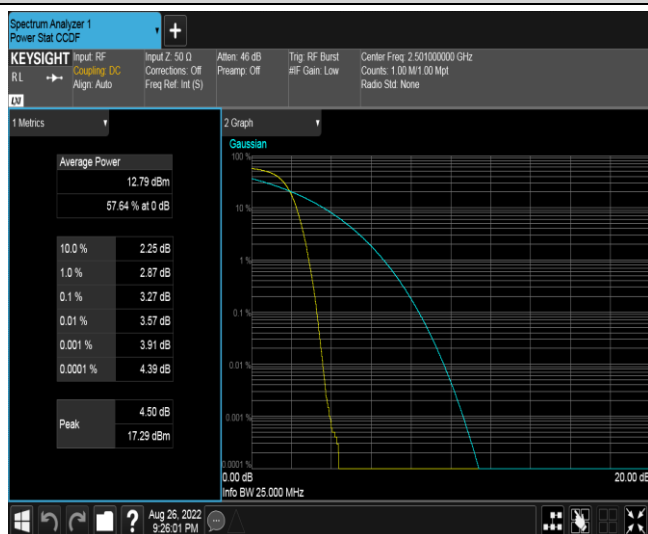 Spectrum Analyzer 1
Power Stat CCDF
KEYSIGHT
RL
LXI
Input: RF
Coupling: DC
Align: Auto
Input Z: 50 Ω
Corrections: Off
Freq Ref: Int (S)
Atten: 46 dB
Preamp: Off
Trig: RF Burst
#IF Gain: Low
Center Freq: 2.501000000 GHz
Counts: 1.00 M/1.00 Mpt
Radio Std: None
1 Metrics
Average Power
12.79 dBm
57.64 % at 0 dB
10.0 % 2.25 dB
1.0 % 2.87 dB
0.1 % 3.27 dB
0.01 % 3.57 dB
0.001 % 3.91 dB
0.0001 % 4.39 dB
Peak
4.50 dB
17.29 dBm
2 Graph
Gaussian
100 %
10 %
1 %
0.1 %
0.01 %
0.001 %
0.0001 %
0.00 dB
20.00 dB
Info BW 25.000 MHz
?
Aug 26, 2022
9:26:01 PM